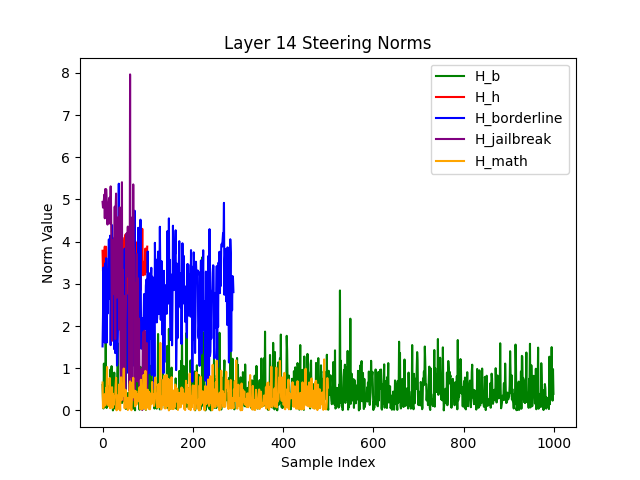 Layer 14 Steering Norms
H_b
H_h
H_borderline
H_jailbreak
H_math
Norm Value
8
7
6
5
4
3
2
1
0
0 200 400 600 800 1000
Sample Index